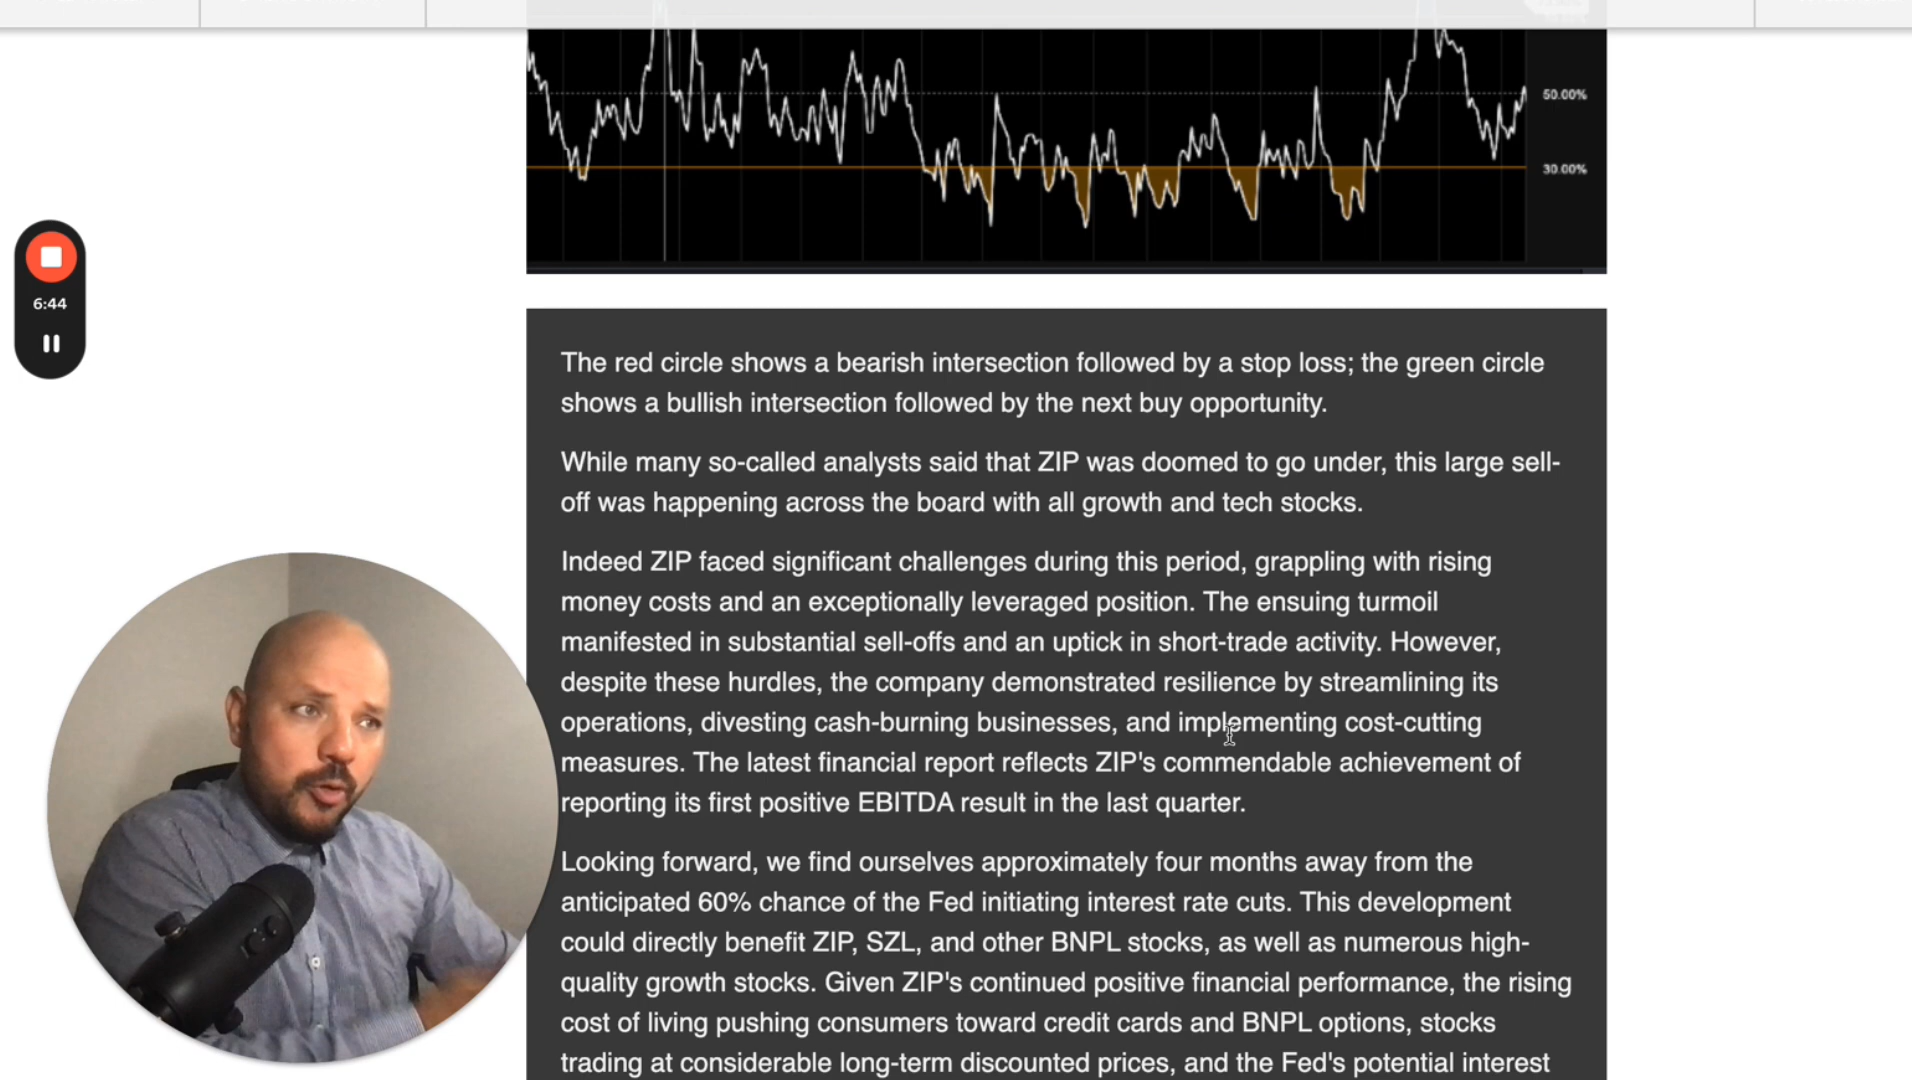 50.00%
30.00%
6:44
The red circle shows a bearish intersection followed by a stop loss; the green circle
shows a bullish intersection followed by the next buy opportunity.
While many so-called analysts said that ZIP was doomed to go under, this large sell-
off was happening across the board with all growth and tech stocks.
Indeed ZIP faced significant challenges during this period, grappling with rising
money costs and an exceptionally leveraged position. The ensuing turmoil
manifested in substantial sell-offs and an uptick in short-trade activity. However,
despite these hurdles, the company demonstrated resilience by streamlining its
operations, divesting cash-burning businesses, and implementing cost-cutting
measures. The latest financial report reflects ZIP's commendable achievement of
reporting its first positive EBITDA result in the last quarter.
Looking forward, we find ourselves approximately four months away from the
anticipated 60% chance of the Fed initiating interest rate cuts. This development
could directly benefit ZIP, SZL, and other BNPL stocks, as well as numerous high-
quality growth stocks. Given ZIP's continued positive financial performance, the rising
cost of living pushing consumers toward credit cards and BNPL options, stocks
trading at considerable long-term discounted prices, and the Fed's potential interest